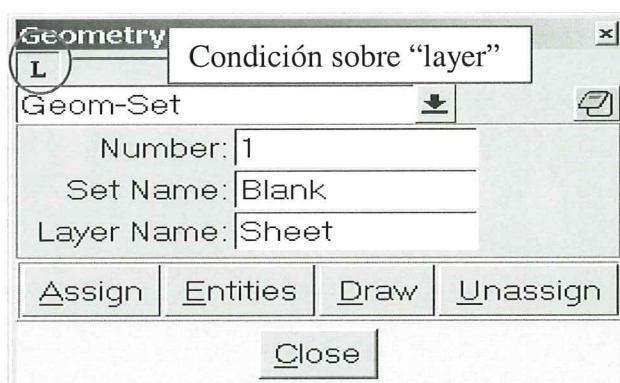 Geometry
Condición sobre “layer”
L
Geom-Set
Number: 1
Set Name: Blank
Layer Name: Sheet
Assign Entities Draw Unassign
Close